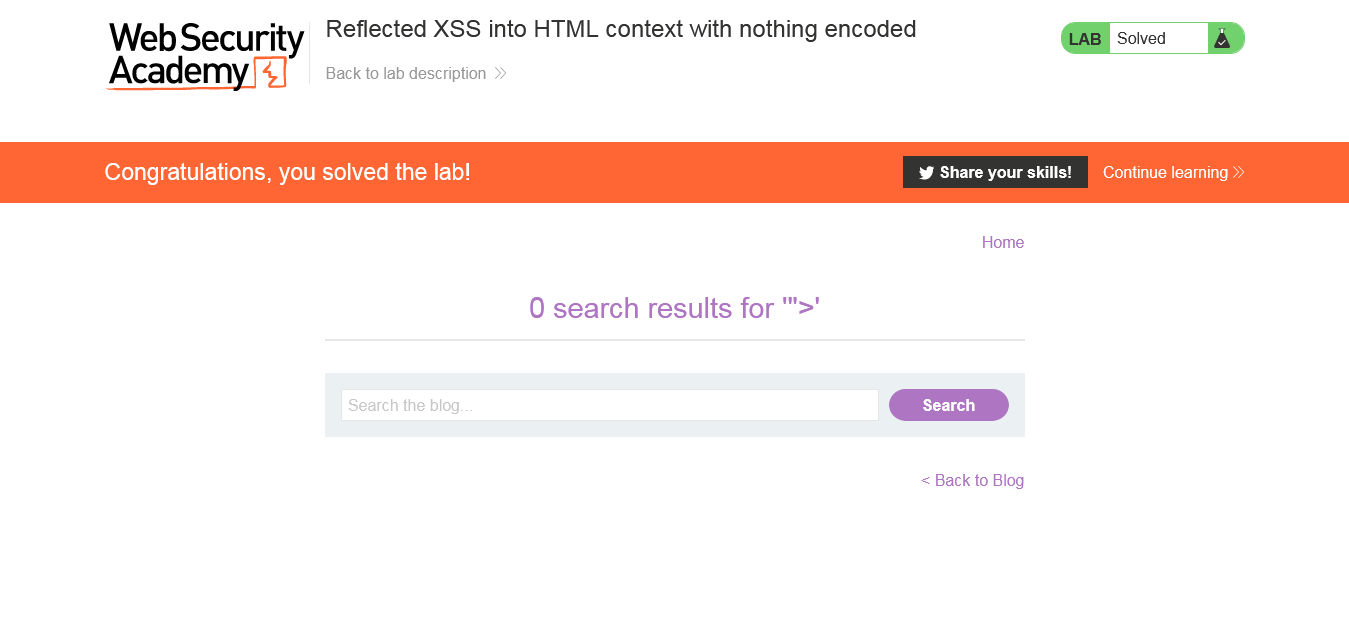 Web Security
Academy
Reflected XSS into HTML context with nothing encoded
Back to lab description
LAB Solved
Congratulations, you solved the lab!
Share your skills!
Continue learning
Home
0 search results for '">'
Search the blog...
Search
< Back to Blog